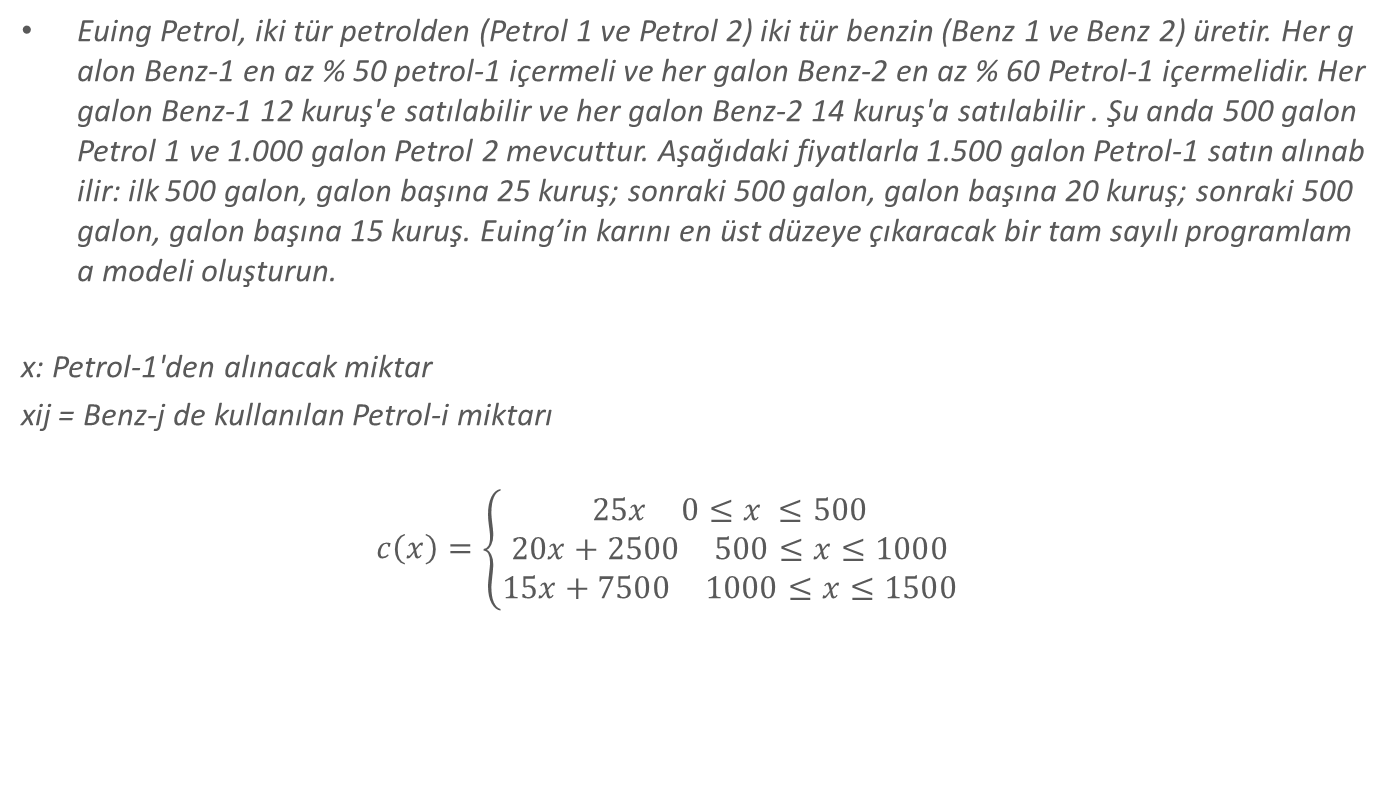 • Euing Petrol, iki tür petrolden (Petrol 1 ve Petrol 2) iki tür benzin (Benz 1 ve Benz 2) üretir. Her g
alon Benz-1 en az % 50 petrol-1 içermeli ve her galon Benz-2 en az % 60 Petrol-1 içermelidir. Her
galon Benz-1 12 kuruş'e satılabilir ve her galon Benz-2 14 kuruş'a satılabilir . Şu anda 500 galon
Petrol 1 ve 1.000 galon Petrol 2 mevcuttur. Aşağıdaki fiyatlarla 1.500 galon Petrol-1 satın alınab
ilir: ilk 500 galon, galon başına 25 kuruş; sonraki 500 galon, galon başına 20 kuruş; sonraki 500
galon, galon başına 15 kuruş. Euing’in karını en üst düzeye çıkaracak bir tam sayılı programlam
a modeli oluşturun.
x: Petrol-1'den alınacak miktar
xij = Benz-j de kullanılan Petrol-i miktarı
25x 0 ≤ x ≤ 500
c(x) = { 20x + 2500 500 ≤ x ≤ 1000
15x + 7500 1000 ≤ x ≤ 1500